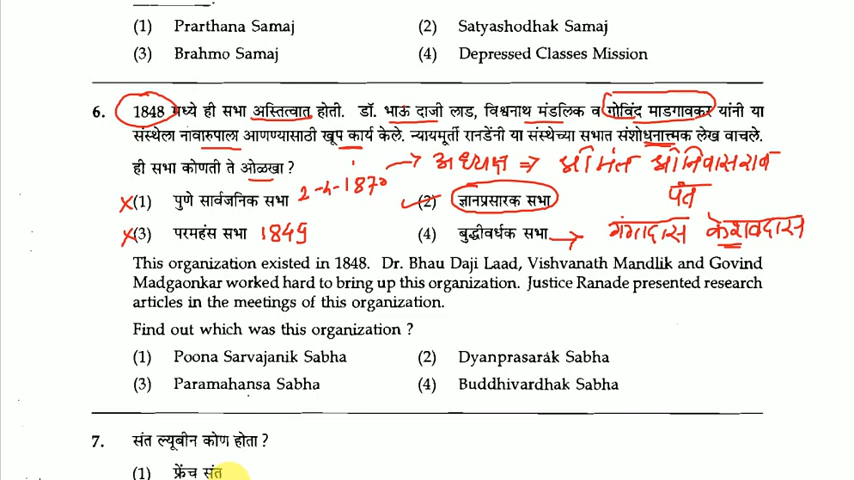 (1) Prarthana Samaj (2) Satyashodhak Samaj
(3) Brahmo Samaj (4) Depressed Classes Mission
6. 1848 मध्ये ही सभा अस्तित्वात होती. डॉ. भाऊ दाजी लाड, विश्वनाथ मंडलिक व गोविंद माडगावकर यांनी या
संस्थेला नावारुपाला आणण्यासाठी खूप कार्य केले. न्यायमूर्ती रानडेंनी या संस्थेच्या सभात संशोधनात्मक लेख वाचले.
ही सभा कोणती ते ओळखा ? → अध्यक्ष ⇒ श्रीमंत श्रीनिवासराव
पंत
(1) पुणे सार्वजनिक सभा 2-4-1870 (2) ज्ञानप्रसारक सभा
(3) परमहंस सभा 1849 (4) बुद्धीवर्धक सभा → गंगादास केशवदास
This organization existed in 1848. Dr. Bhau Daji Laad, Vishvanath Mandlik and Govind
Madgaonkar worked hard to bring up this organization. Justice Ranade presented research
articles in the meetings of this organization.
Find out which was this organization ?
(1) Poona Sarvajanik Sabha (2) Dyanprasarak Sabha
(3) Paramahansa Sabha (4) Buddhivardhak Sabha
7. संत ल्यूबीन कोण होता ?
(1) फ्रेंच संत